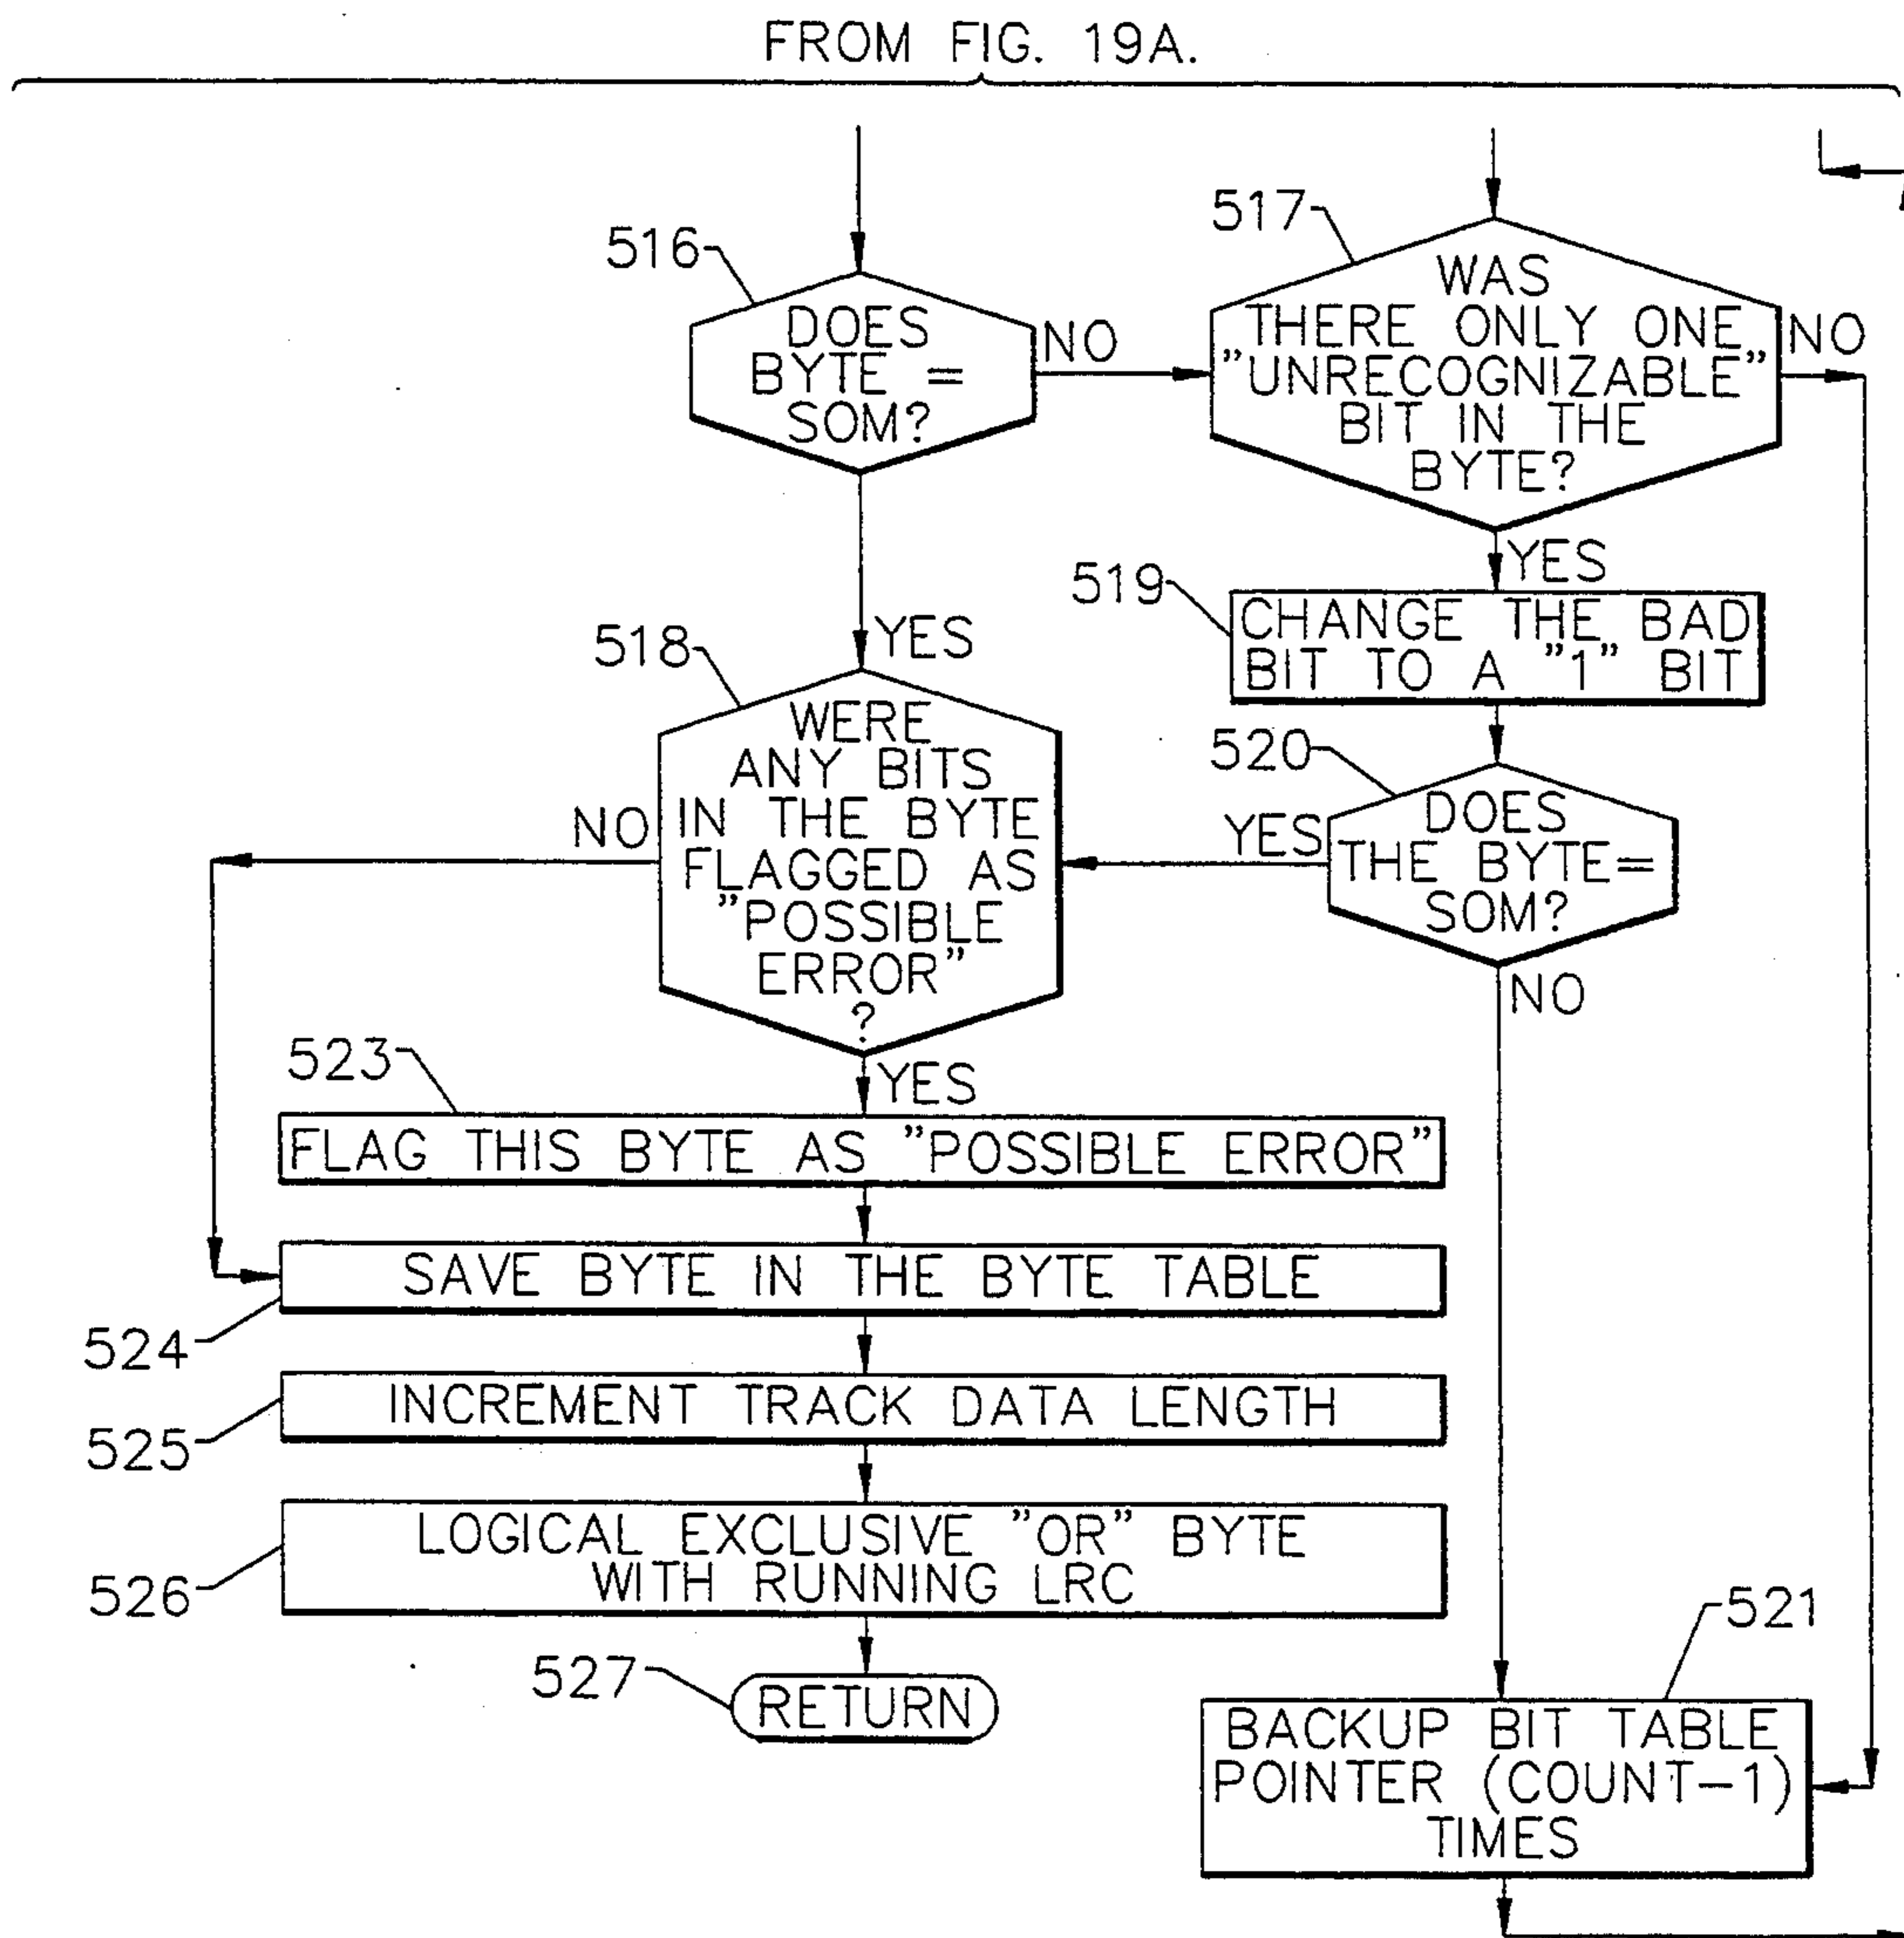 FROM FIG. 19A.
516
DOES
BYTE =
SOM?
NO
517
WAS
THERE ONLY ONE
"UNRECOGNIZABLE"
BIT IN THE
BYTE?
NO
YES
519
CHANGE THE BAD
BIT TO A "1" BIT
YES
518
WERE
ANY BITS
IN THE BYTE
FLAGGED AS
"POSSIBLE
ERROR"
?
NO
YES
520
DOES
THE BYTE=
SOM?
YES
NO
523
FLAG THIS BYTE AS "POSSIBLE ERROR"
SAVE BYTE IN THE BYTE TABLE
524
INCREMENT TRACK DATA LENGTH
525
LOGICAL EXCLUSIVE "OR" BYTE
WITH RUNNING LRC
526
527
RETURN
521
BACKUP BIT TABLE
POINTER (COUNT-1)
TIMES